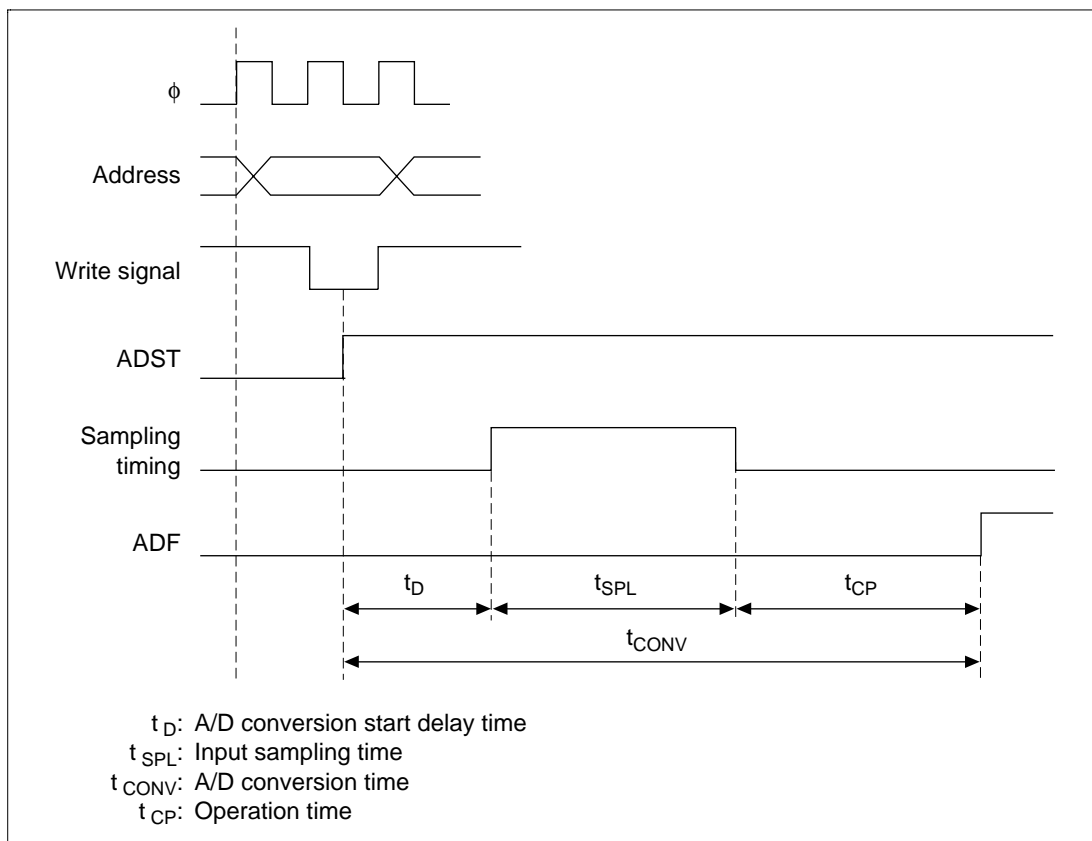 ϕ
Address
Write signal
ADST
Sampling
timing
ADF
tD tSPL tCP
tCONV
tD: A/D conversion start delay time
tSPL: Input sampling time
tCONV: A/D conversion time
tCP: Operation time